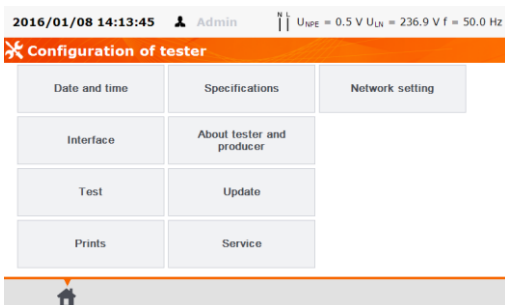 2016/01/08 14:13:45 Admin N L UNPE = 0.5 V ULN = 236.9 V f = 50.0 Hz
Configuration of tester
Date and time Specifications Network setting
Interface About tester and
producer
Test Update
Prints Service